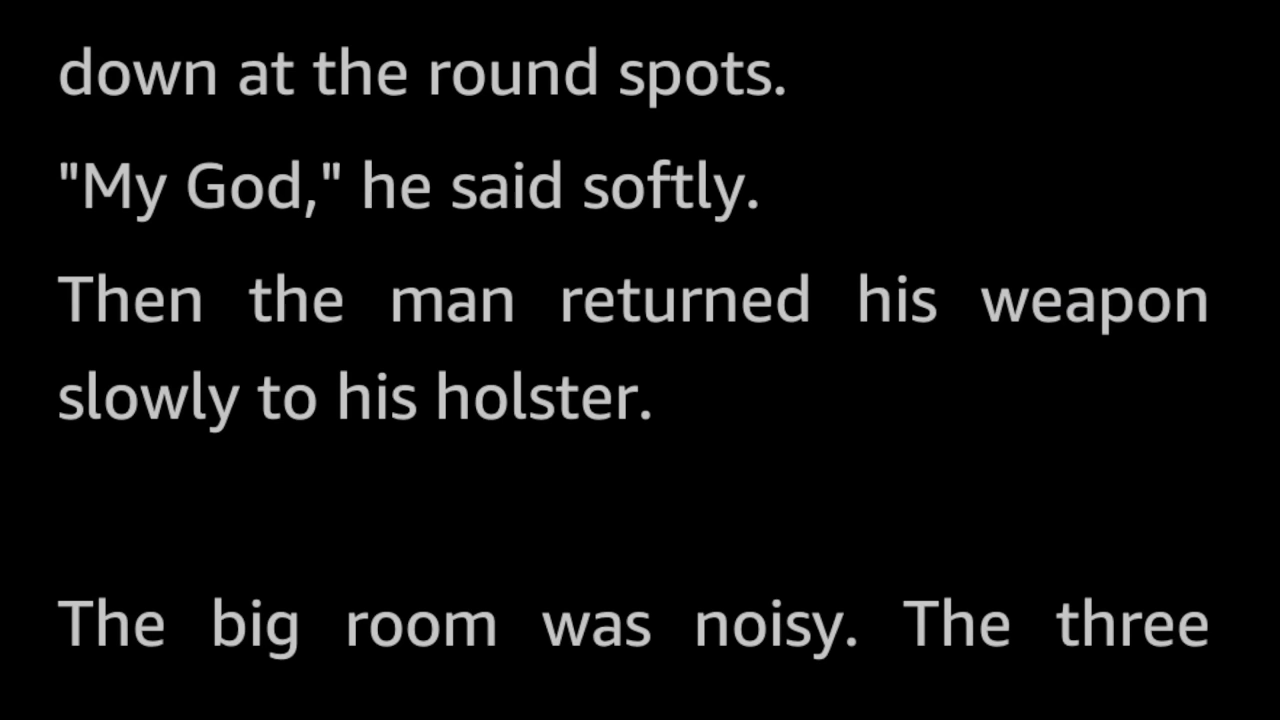 down at the round spots.
"My God," he said softly.
Then the man returned his weapon
slowly to his holster.
The big room was noisy. The three